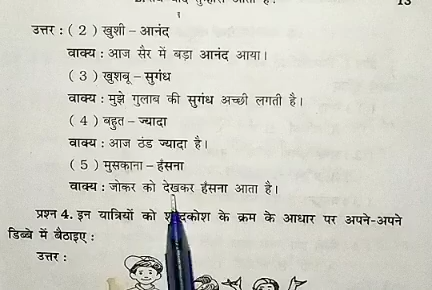 13
उत्तर : ( 2 ) खुशी – आनंद
वाक्य : आज सैर में बड़ा आनंद आया।
( 3 ) खुशबू – सुगंध
वाक्य : मुझे गुलाब की सुगंध अच्छी लगती है।
( 4 ) बहुत – ज्यादा
वाक्य : आज ठंड ज्यादा है।
( 5 ) मुसकाना – हँसना
वाक्य : जोकर को देखकर हँसना आता है।
प्रश्न 4. इन यात्रियों को शब्दकोश के क्रम के आधार पर अपने-अपने
डिब्बे में बैठाइए :
उत्तर :